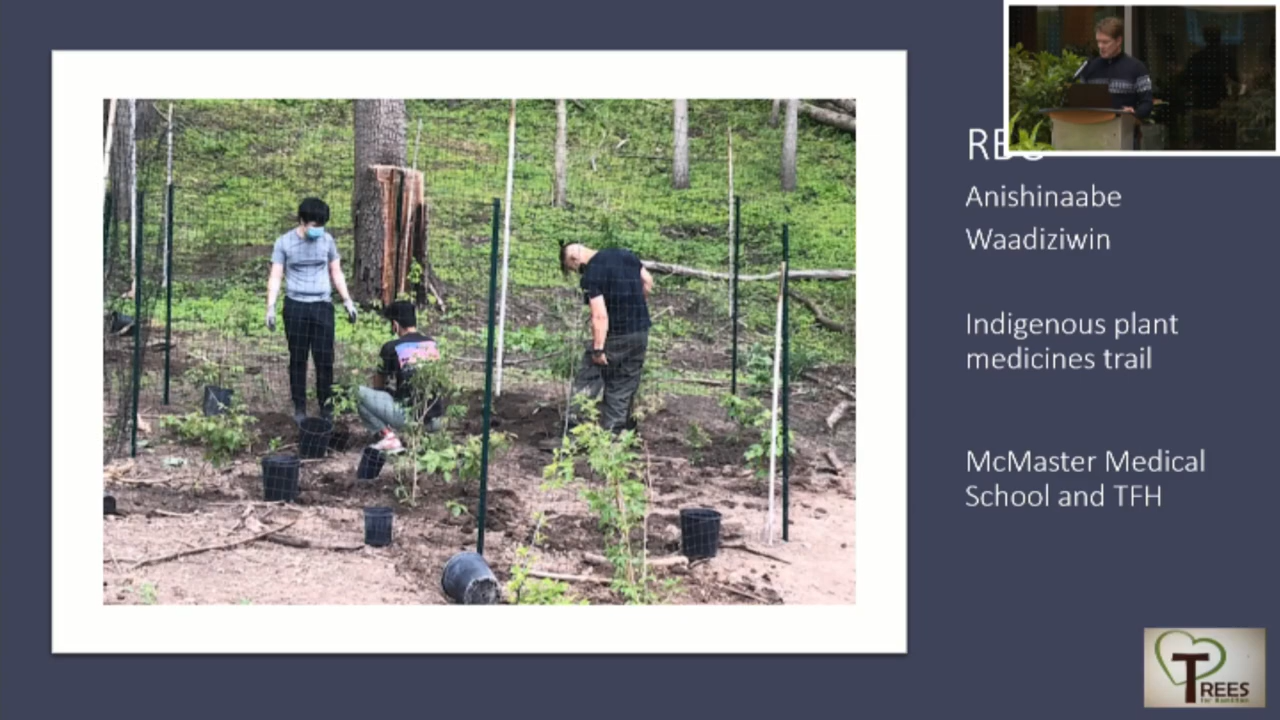 Anishinaabe
Waadiziwin
Indigenous plant
medicines trail
McMaster Medical
School and TFH
TREES